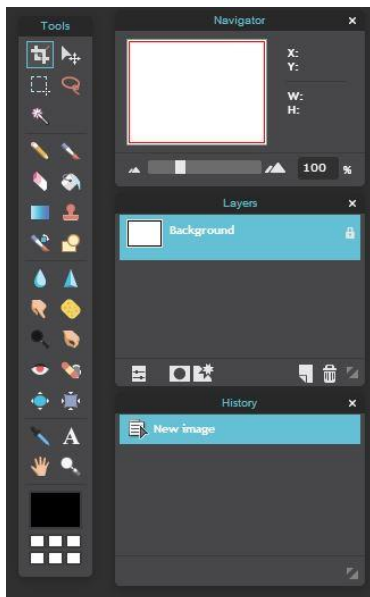 Tools
A
Navigator
X:
Y:
W:
H:
100 %
Layers
Background
History
New image